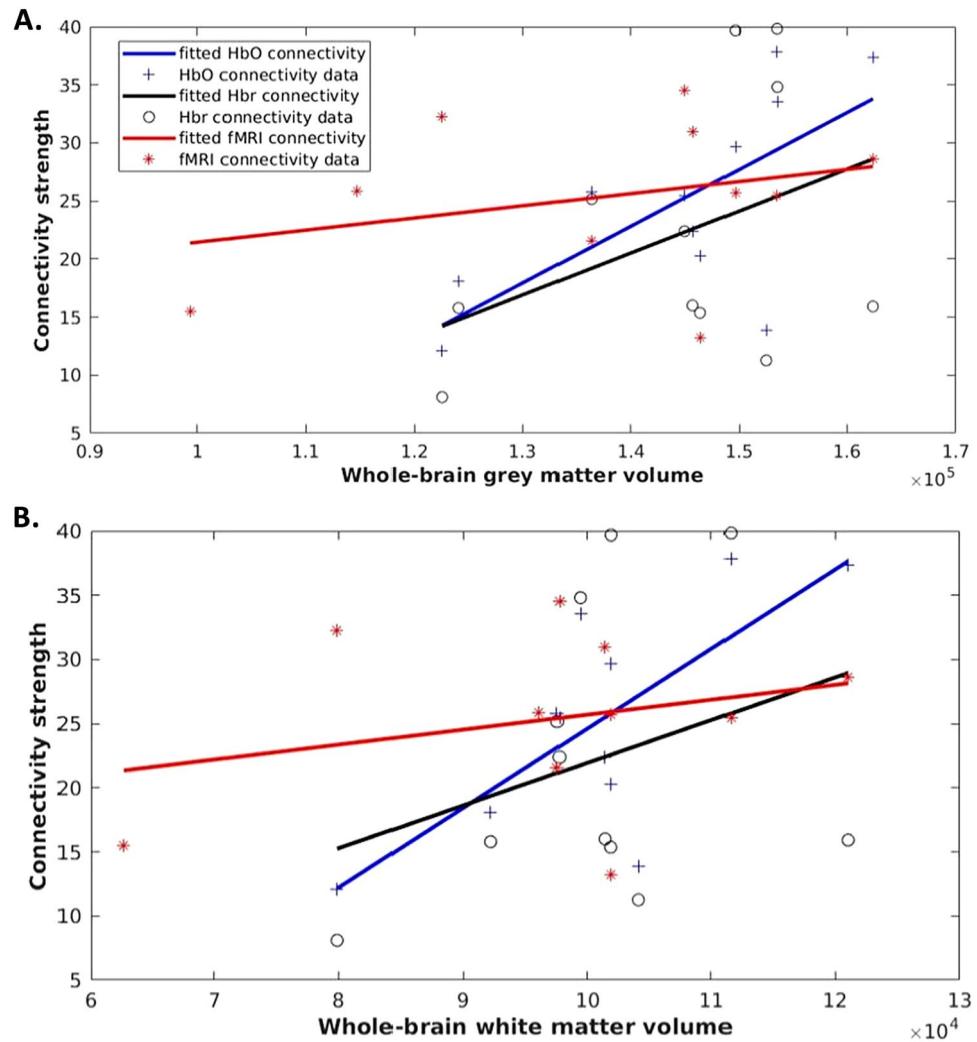 A.
40
35
30
25
20
15
10
5
Connectivity strength
fitted HbO connectivity
HbO connectivity data
fitted Hbr connectivity
Hbr connectivity data
fitted fMRI connectivity
fMRI connectivity data
0.9 1 1.1 1.2 1.3 1.4 1.5 1.6 1.7
Whole-brain grey matter volume
×10^5
B.
40
35
30
25
20
15
10
5
Connectivity strength
6 7 8 9 10 11 12 13
Whole-brain white matter volume
×10^4